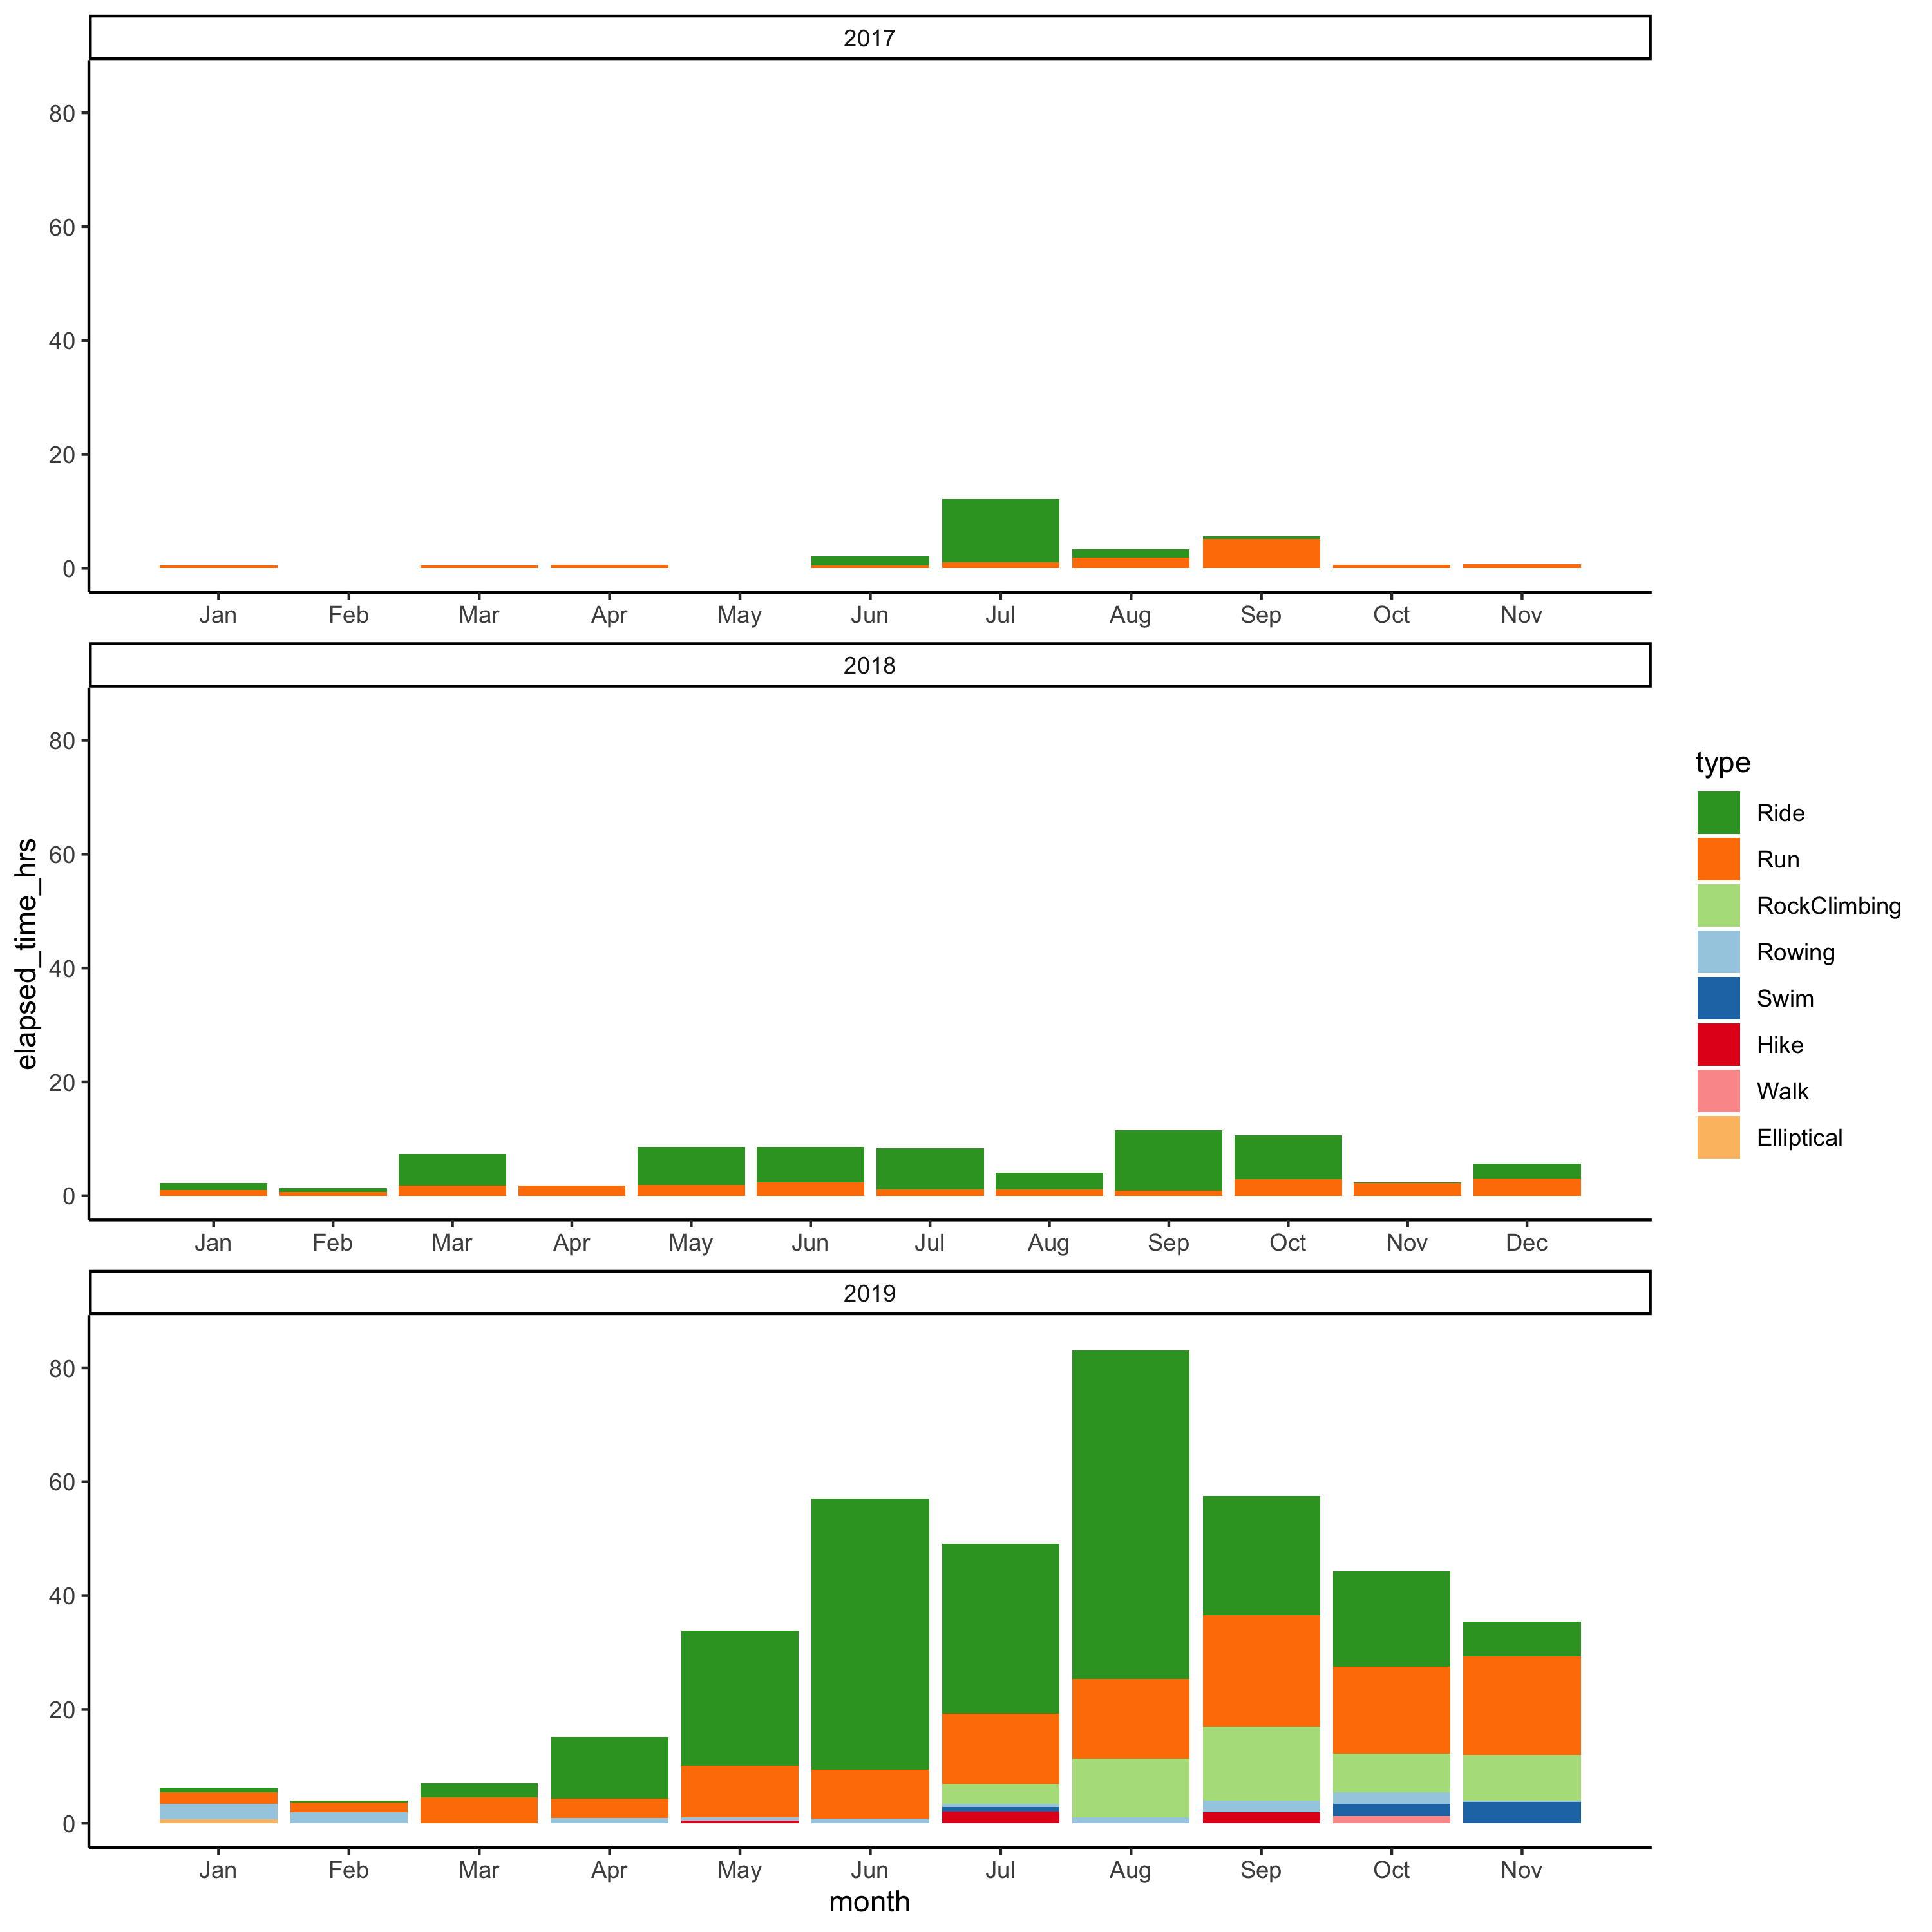 2017
80
60
40
20
0
Jan Feb Mar Apr May Jun Jul Aug Sep Oct Nov
2018
80
60
40
20
0
Jan Feb Mar Apr May Jun Jul Aug Sep Oct Nov Dec
2019
80
60
40
20
0
Jan Feb Mar Apr May Jun Jul Aug Sep Oct Nov
month
elapsed_time_hrs
type
Ride
Run
RockClimbing
Rowing
Swim
Hike
Walk
Elliptical